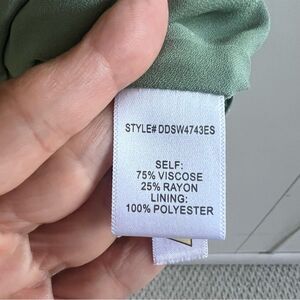 STYLE# DDSW4743ES
SELF:
75% VISCOSE
25% RAYON
LINING:
100% POLYESTER